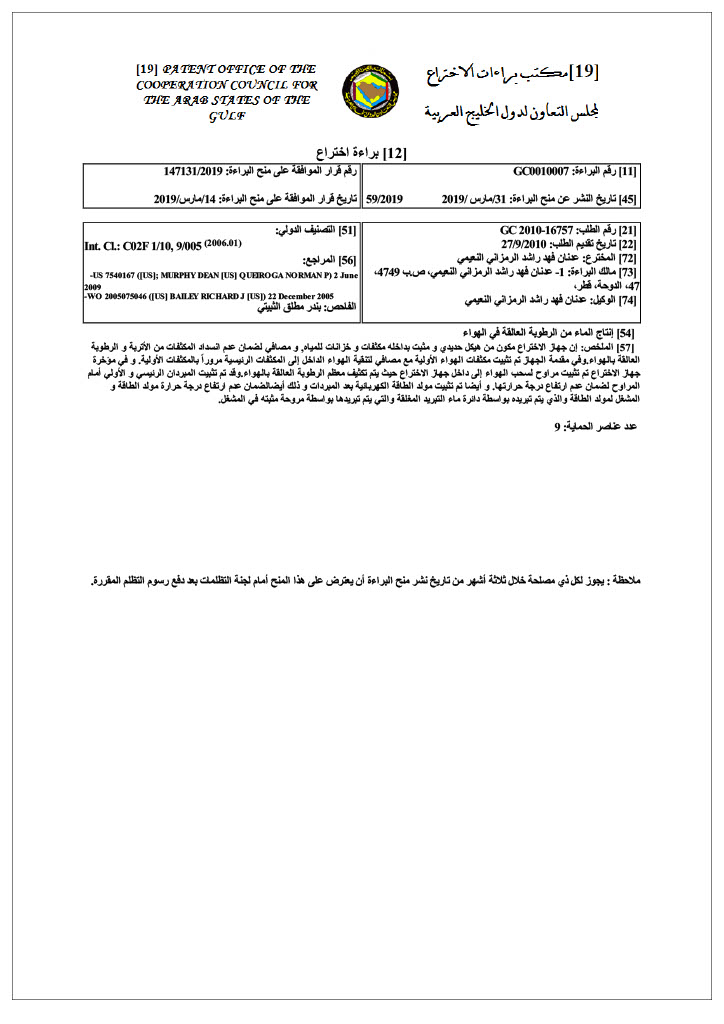 [19] PATENT OFFICE OF THE
COOPERATION COUNCIL FOR
THE ARAB STATES OF THE
GULF
[19]مكتب براءات الاختراع
لمجلس التعاون لدول الخليج العربية
[12] براءة اختراع
[11] رقم البراءة: GC0010007
[45] تاريخ النشر عن منح البراءة: 31/مارس /2019 59/2019
رقم قرار الموافقة على منح البراءة: 147131/2019
تاريخ قرار الموافقة على منح البراءة: 14/مارس/2019
[21] رقم الطلب: GC 2010-16757
[22] تاريخ تقديم الطلب: 27/9/2010
[72] المخترع: عدنان فهد راشد الرمزاني النعيمي
[73] مالك البراءة: 1- عدنان فهد راشد الرمزاني النعيمي، ص.ب 4749،
47، الدوحة، قطر،
[74] الوكيل: عدنان فهد راشد الرمزاني النعيمي
[51] التصنيف الدولي:
Int. Cl.: C02F 1/10, 9/005 (2006.01)
[56] المراجع:
-US 7540167 ([US]; MURPHY DEAN [US] QUEIROGA NORMAN P) 2 June
2009
-WO 2005075046 ([US] BAILEY RICHARD J [US]) 22 December 2005
الفاحص: بندر مطلق الثبيتي
[54] إنتاج الماء من الرطوبة العالقة في الهواء
[57] الملخص: إن جهاز الاختراع مكون من هيكل حديدي و مثبت بداخله مكثفات و خزانات للمياه, و مصافي لضمان عدم انسداد المكثفات من الأتربة و الرطوبة
العالقة بالهواء.وفي مقدمة الجهاز تم تثبيت مكثفات الهواء الأولية مع مصافي لتنقية الهواء الداخل إلى المكثفات الرئيسية مروراً بالمكثفات الأولية. و في مؤخرة
جهاز الاختراع تم تثبيت مراوح لسحب الهواء إلى داخل جهاز الاختراع حيث يتم تكثيف معظم الرطوبة العالقة بالهواء.وقد تم تثبيت المبردان الرئيسي و الأولي أمام
المراوح لضمان عدم ارتفاع درجة حرارتها. و أيضا تم تثبيت مولد الطاقة الكهربائية بعد المبردات و ذلك أيضالضمان عدم ارتفاع درجة حرارة مولد الطاقة و
المشغل لمولد الطاقة والذي يتم تبريده بواسطة دائرة ماء التبريد المغلقة والتي يتم تبريدها بواسطة مروحة مثبته في المشغل.
عدد عناصر الحماية: 9
ملاحظة : يجوز لكل ذي مصلحة خلال ثلاثة أشهر من تاريخ نشر منح البراءة أن يعترض على هذا المنح أمام لجنة التظلمات بعد دفع رسوم التظلم المقررة.